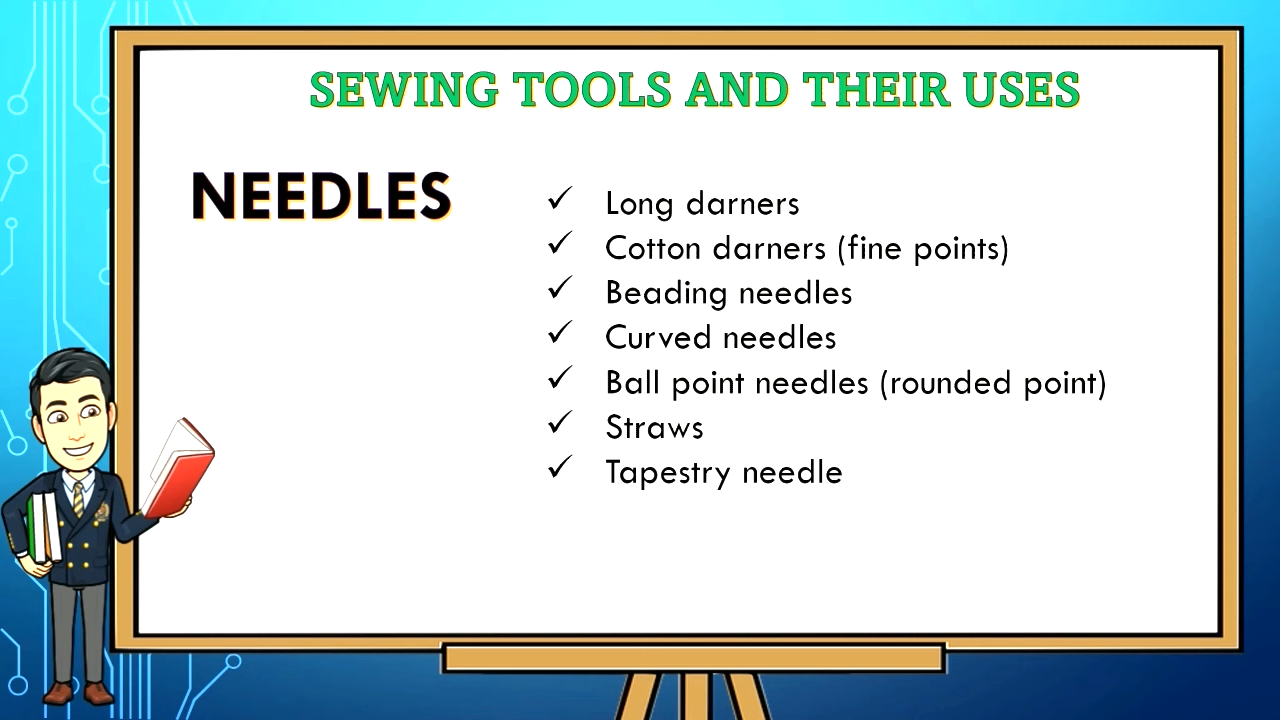 SEWING TOOLS AND THEIR USES
NEEDLES
✓ Long darners
✓ Cotton darners (fine points)
✓ Beading needles
✓ Curved needles
✓ Ball point needles (rounded point)
✓ Straws
✓ Tapestry needle